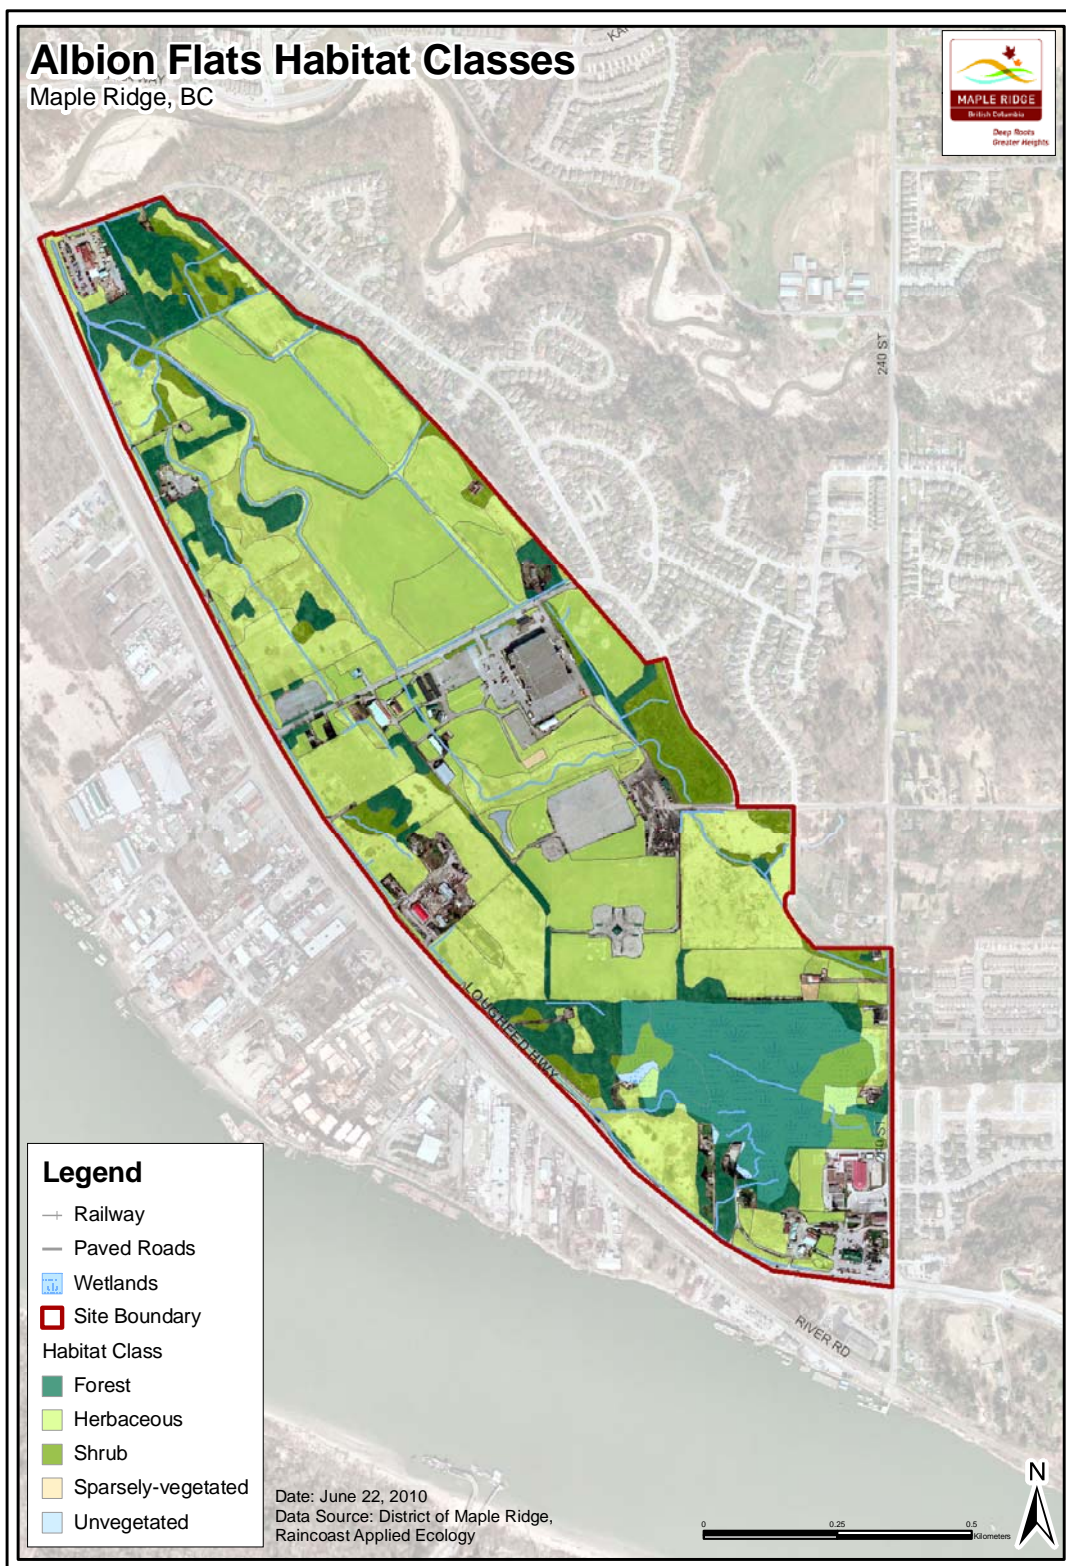 Albion Flats Habitat Classes
Maple Ridge, BC
MAPLE RIDGE
British Columbia
Deep Roots
Greater Heights
240 ST
LOUGHEED HWY
240 ST
RIVER RD
Legend
Railway
Paved Roads
Wetlands
Site Boundary
Habitat Class
Forest
Herbaceous
Shrub
Sparsely-vegetated
Unvegetated
Date: June 22, 2010
Data Source: District of Maple Ridge,
Raincoast Applied Ecology
0 0.25 0.5
Kilometers
N